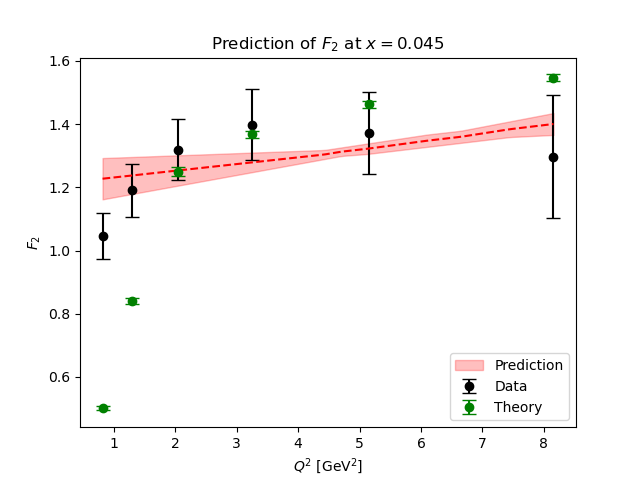 Prediction of F₂ at x = 0.045
1.6
1.4
1.2
1.0
0.8
0.6
F₂
1 2 3 4 5 6 7 8
Q² [GeV²]
Prediction
Data
Theory